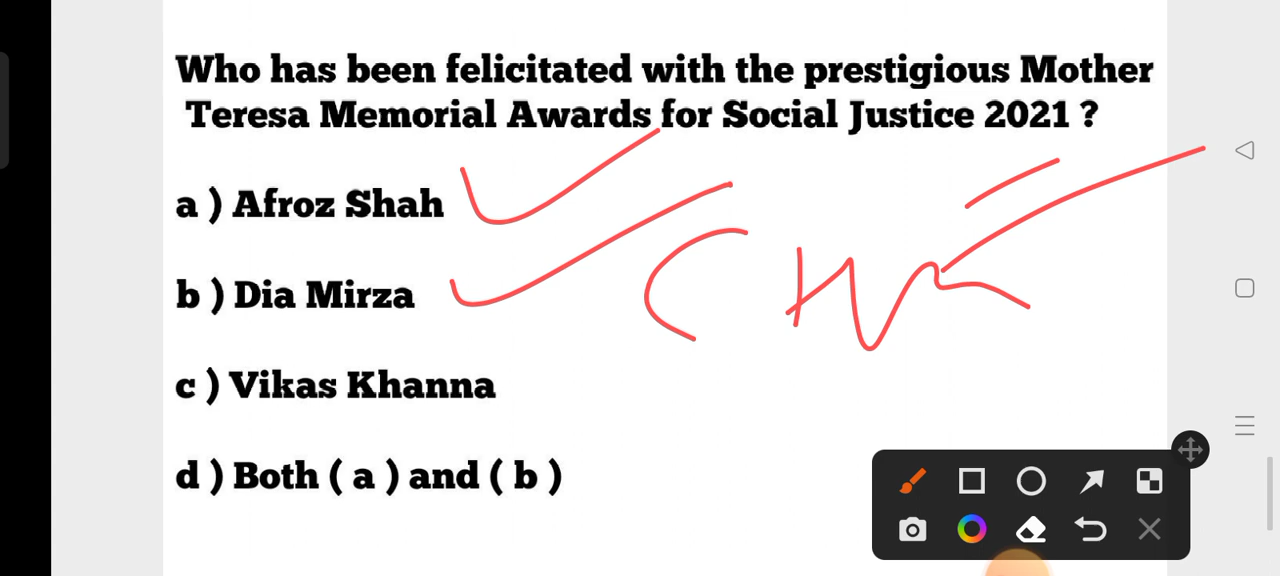 Who has been felicitated with the prestigious Mother
Teresa Memorial Awards for Social Justice 2021 ?
a ) Afroz Shah
b ) Dia Mirza
c ) Vikas Khanna
d ) Both ( a ) and ( b )